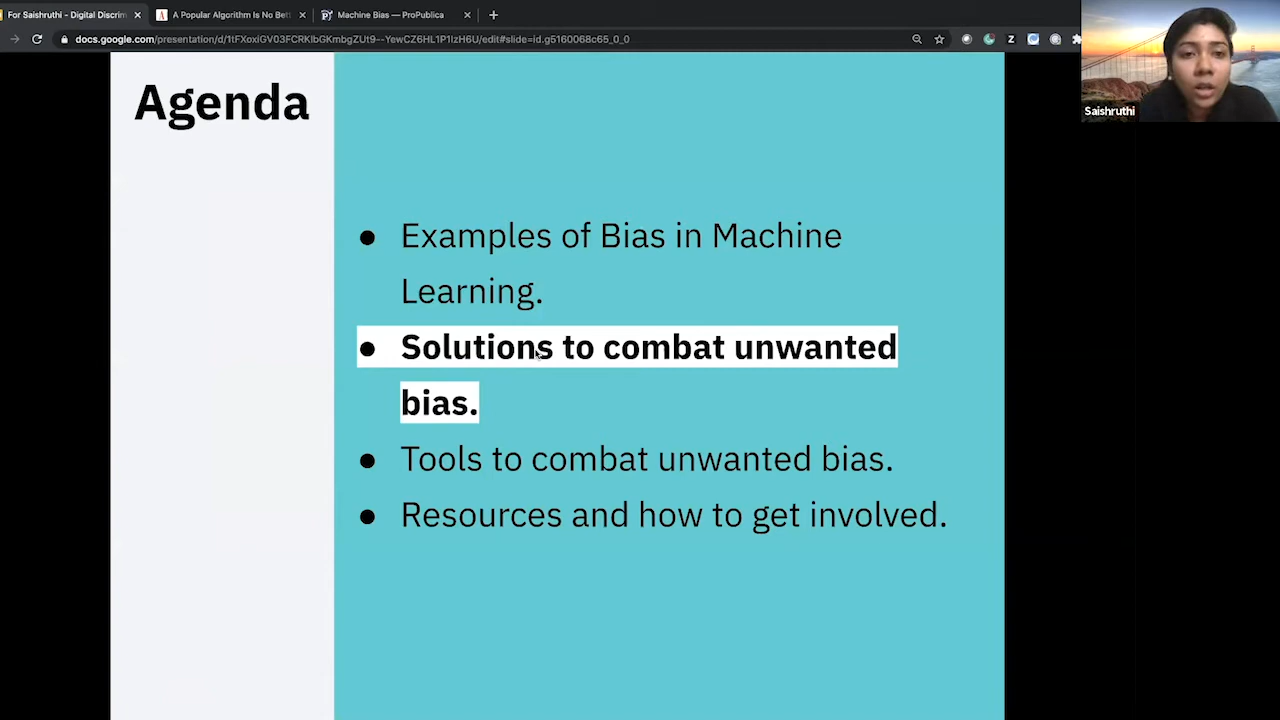 For Saishruthi - Digital Discrim
A Popular Algorithm Is No Bett
Machine Bias — ProPublica
docs.google.com/presentation/d/1tFXoxiGV03FCRKlbGKmbgZUt9--YewCZ6HL1P1IzH6U/edit#slide=id.g5160068c65_0_0
Saishruthi
Agenda
● Examples of Bias in Machine
Learning.
● Solutions to combat unwanted
bias.
● Tools to combat unwanted bias.
● Resources and how to get involved.